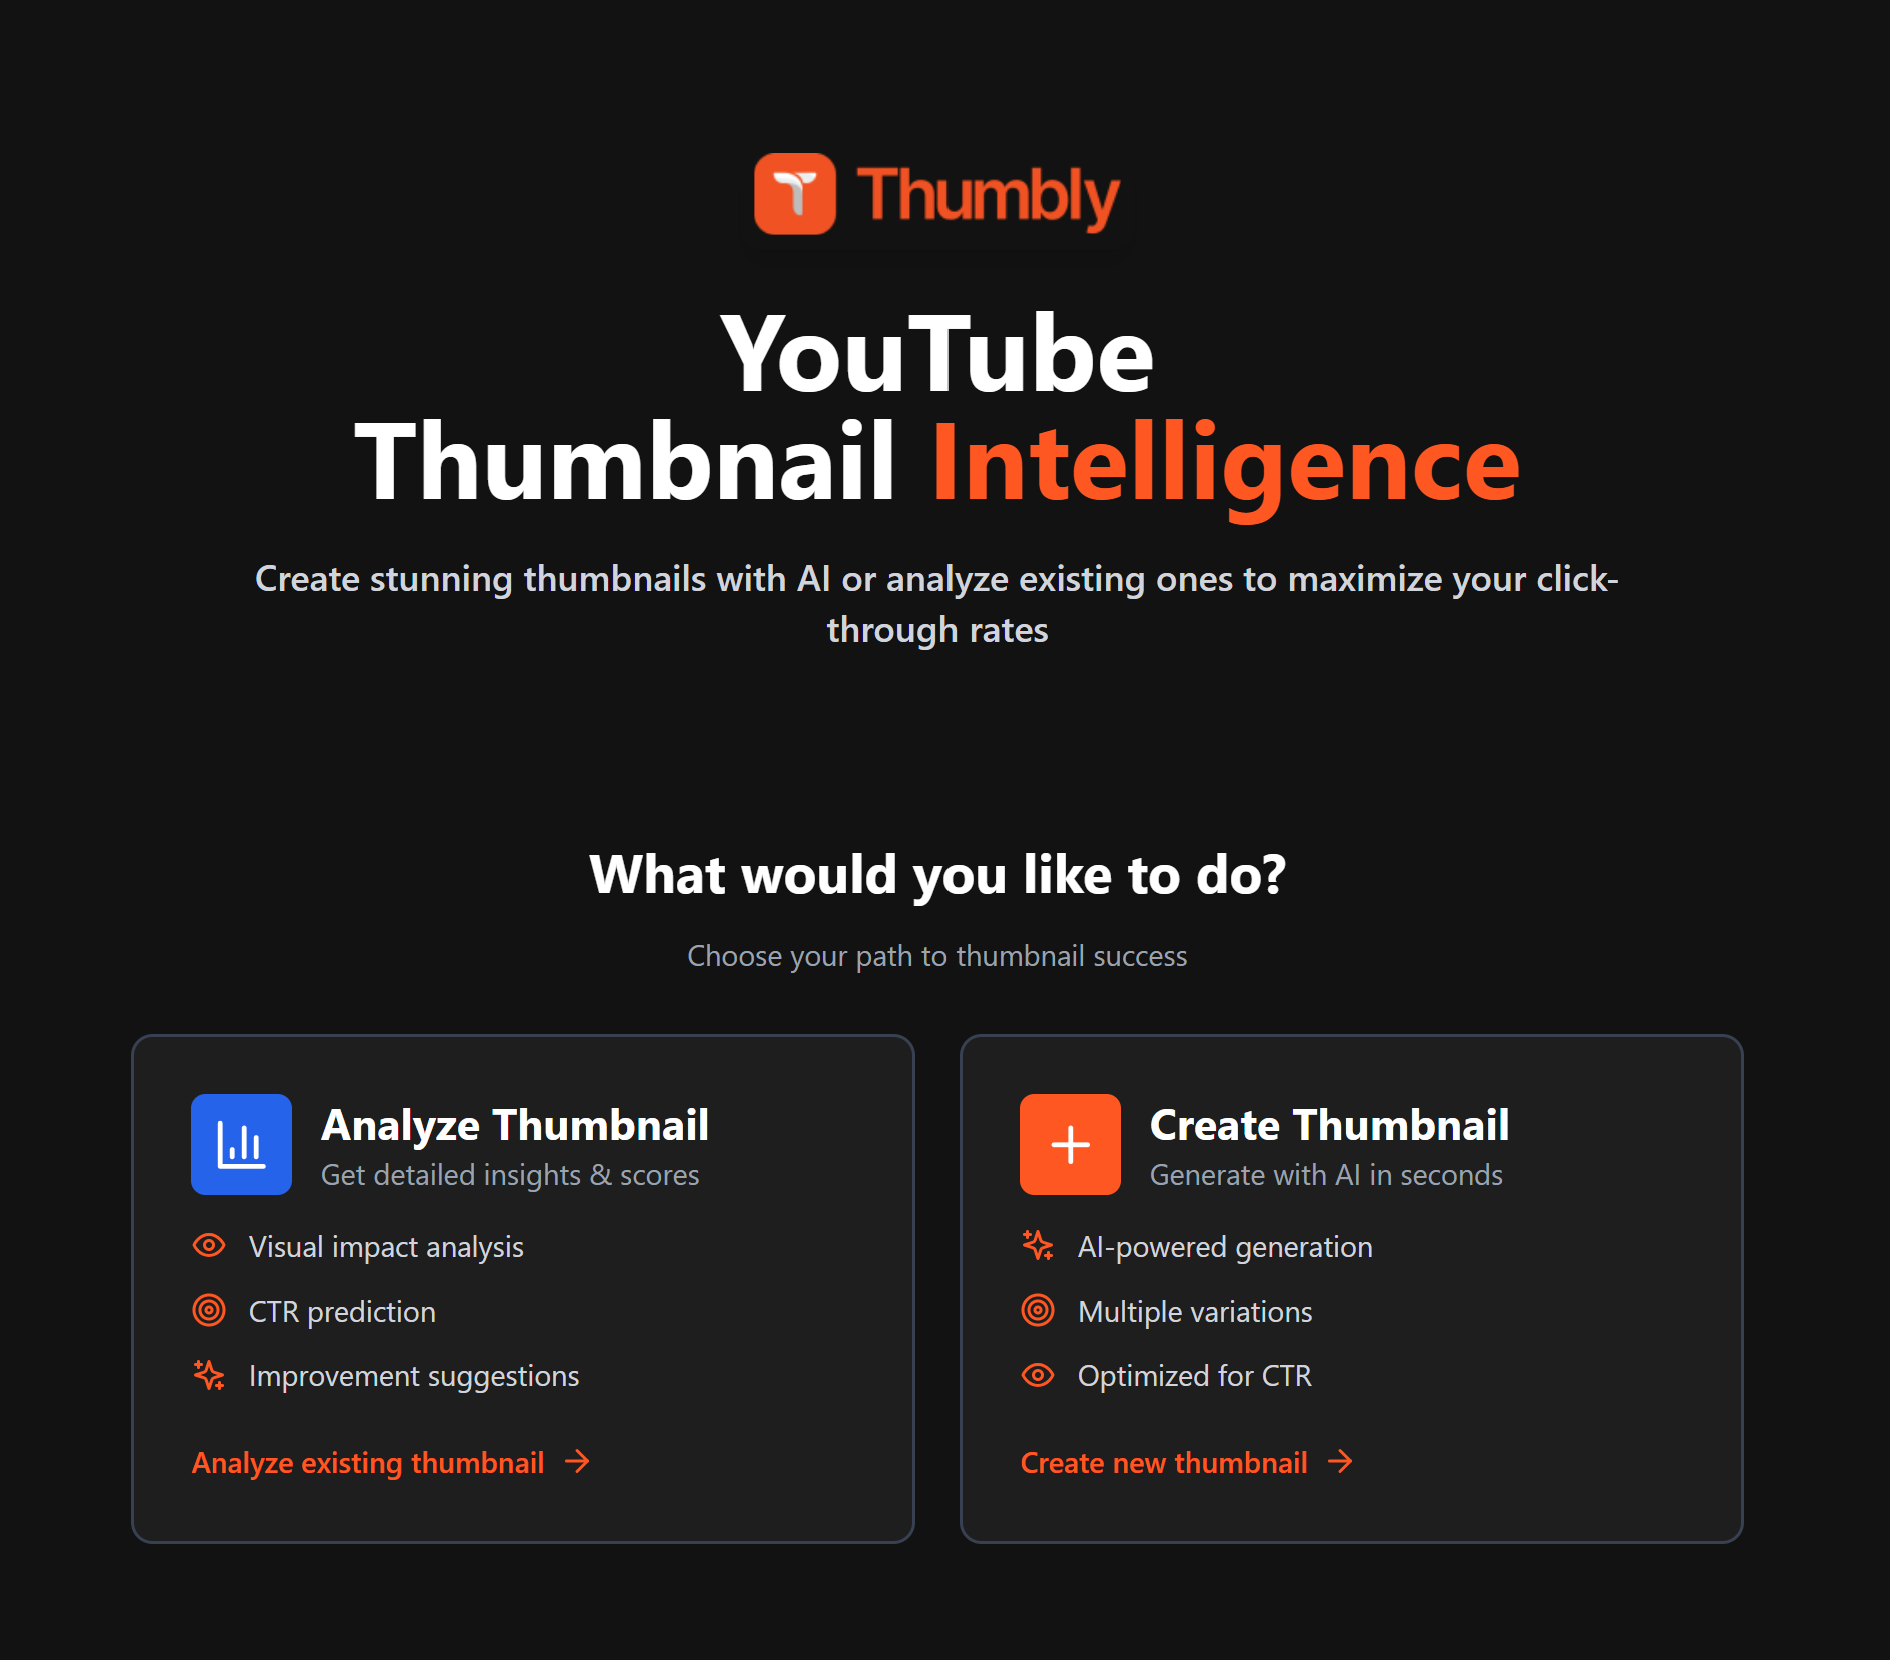 Thumbly
YouTube
Thumbnail Intelligence
Create stunning thumbnails with AI or analyze existing ones to maximize your click-
through rates
What would you like to do?
Choose your path to thumbnail success
Analyze Thumbnail
Get detailed insights & scores
Visual impact analysis
CTR prediction
Improvement suggestions
Analyze existing thumbnail
Create Thumbnail
Generate with AI in seconds
AI-powered generation
Multiple variations
Optimized for CTR
Create new thumbnail